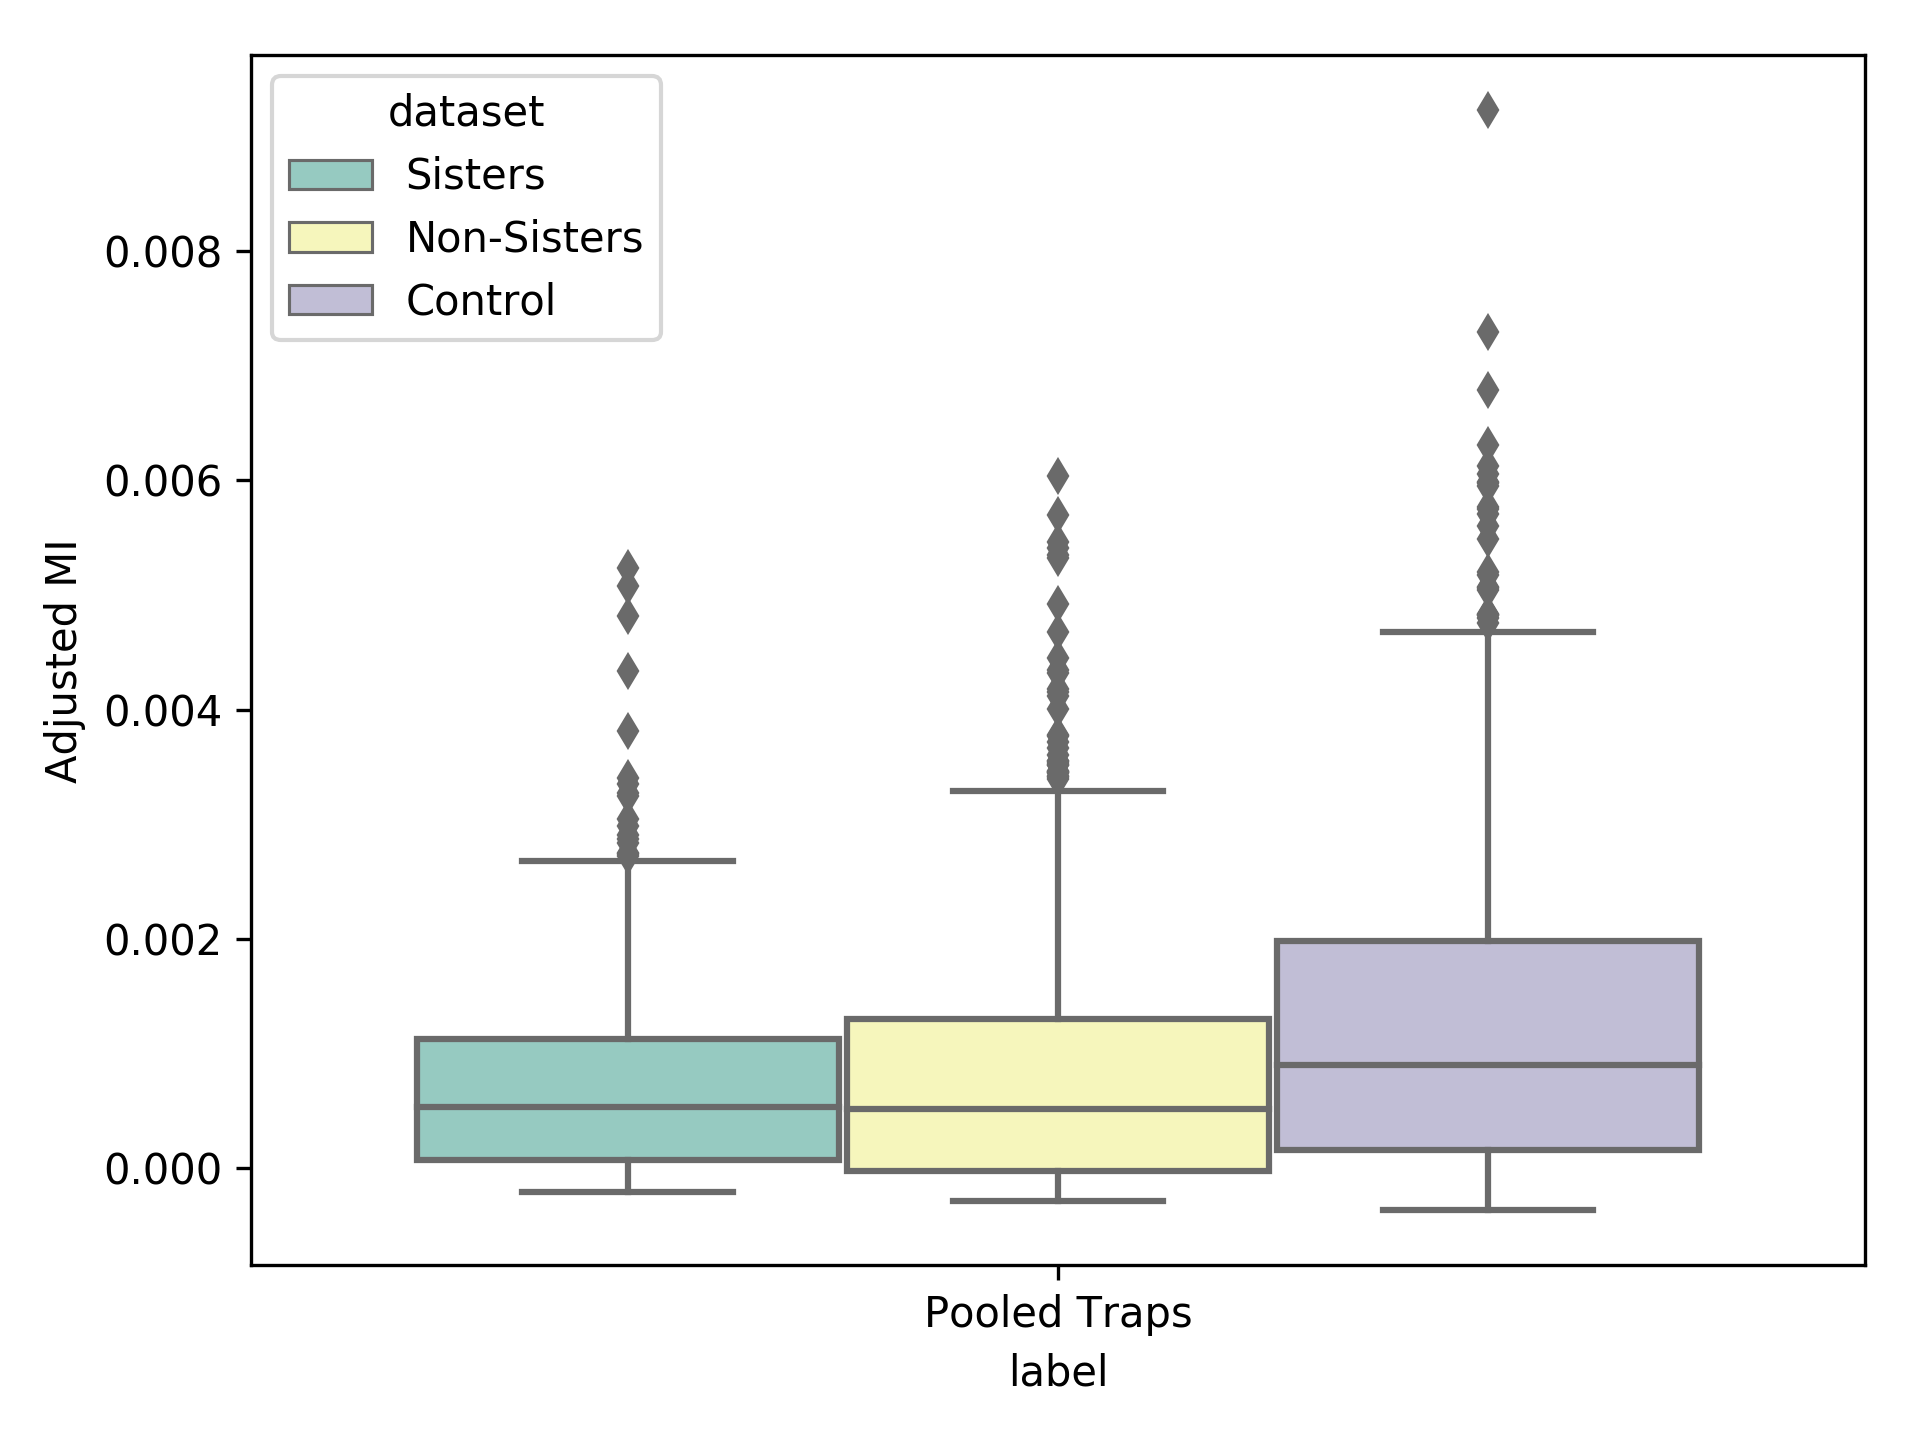 dataset
Sisters
Non-Sisters
Control
0.008
0.006
0.004
0.002
0.000
Adjusted MI
Pooled Traps
label